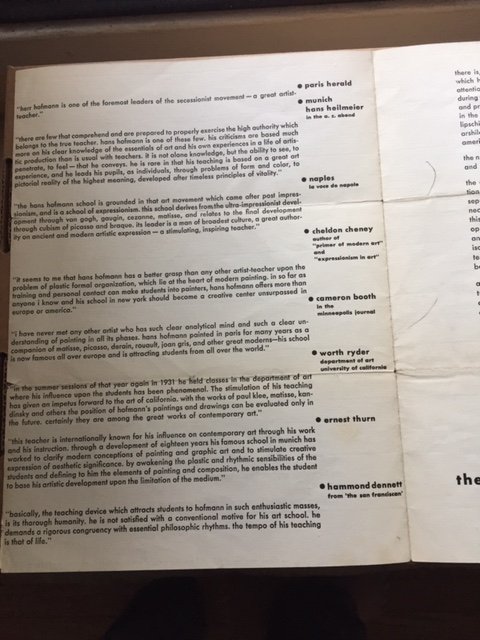 ● paris herald
"herr hofmann is one of the foremost leaders of the secessionist movement — a great artist-
teacher."
● munich
hans heilmeier
in the a. z. abend
"there are few that comprehend and are prepared to properly exercise the high authority which
belongs to the true teacher. hans hofmann is one of these few. his criticisms are based much
more on his clear knowledge of the essentials of art and his own experiences in a life of artis-
tic production than is usual with teachers. it is not alone knowledge, but the ability to see, to
penetrate, to feel — that he conveys. he is rare in that his teaching is based on a great art
experience, and he leads his pupils, as individuals, through problems of form and color, to
pictorial reality of the highest meaning, developed after timeless principles of vitality."
● naples
la voce de napole
"the hans hofmann school is grounded in that art movement which came after post impres-
sionism, and is a school of expressionism. this school derives from the ultra-impressionist devel-
opment through van gogh, gaugin, cezanne, matisse, and relates to the final development
through cubism of picasso and braque. its leader is a man of broadest culture, a great author-
ity on ancient and modern artistic expression — a stimulating, inspiring teacher."
● cheldon cheney
author of
"primer of modern art"
and
"expressionism in art"
"it seems to me that hans hofmann has a better grasp than any other artist-teacher upon the
problem of plastic formal organization, which lie at the heart of modern painting. in so far as
training and personal contact can make students into painters, hans hofmann offers more than
anyone i know and his school in new york should become a creative center unsurpassed in
europe or america."
● cameron booth
in the
minneapolis journal
"i have never met any other artist who has such clear analytical mind and such a clear un-
derstanding of painting in all its phases. hans hofmann painted in paris for many years as a
companion of matisse, picasso, derain, rouault, juan gris, and other great moderns—his school
is now famous all over europe and is attracting students from all over the world."
● worth ryder
department of art
university of california
"in the summer sessions of that year again in 1931 he held classes in the department of art
where his influence upon the students has been phenomenal. The stimulation of his teaching
has given an impetus forward to the art of california. with the works of paul klee, matisse, kan-
dinsky and others the position of hofmann's paintings and drawings can be evaluated only in
the future. certainly they are among the great works of contemporary art."
● ernest thurn
"this teacher is internationally known for his influence on contemporary art through his work
and his instruction. through a development of eighteen years his famous school in munich has
worked to clarify modern conceptions of painting and graphic art and to stimulate creative
expression of aesthetic significance. by awakening the plastic and rhythmic sensibilities of the
students and defining to him the elements of painting and composition, he enables the student
to base his artistic development upon the limitation of the medium."
● hammond dennett
from 'the san franciscan'
"basically, the teaching device which attracts students to hofmann in such enthusiastic masses,
is its thorough humanity. he is not satisfied with a conventional motive for his art school. he
demands a rigorous congruency with essential philosophic rhythms. the tempo of his teaching
is that of life."
there is
which h
attentio
during
and pr
in the
lipschi
arship
americ
the n
and
the